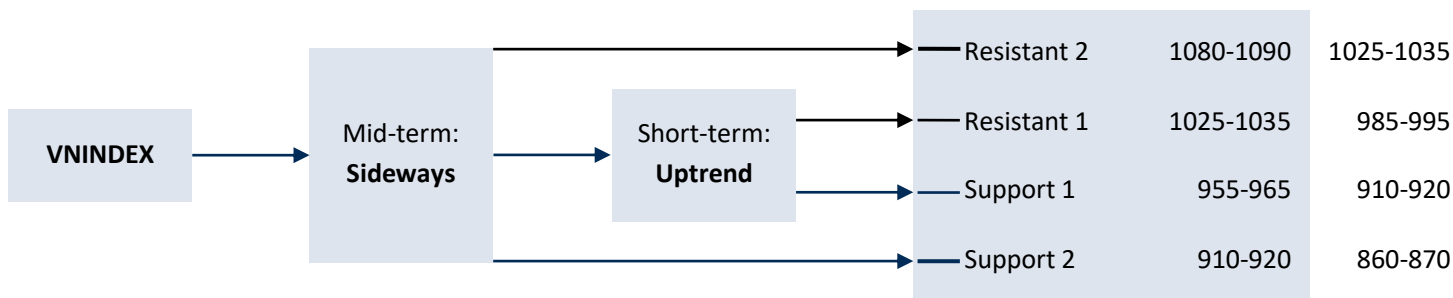 VNINDEX
Mid-term:
Sideways
Short-term:
Uptrend
Resistant 2 1080-1090 1025-1035
Resistant 1 1025-1035 985-995
Support 1 955-965 910-920
Support 2 910-920 860-870